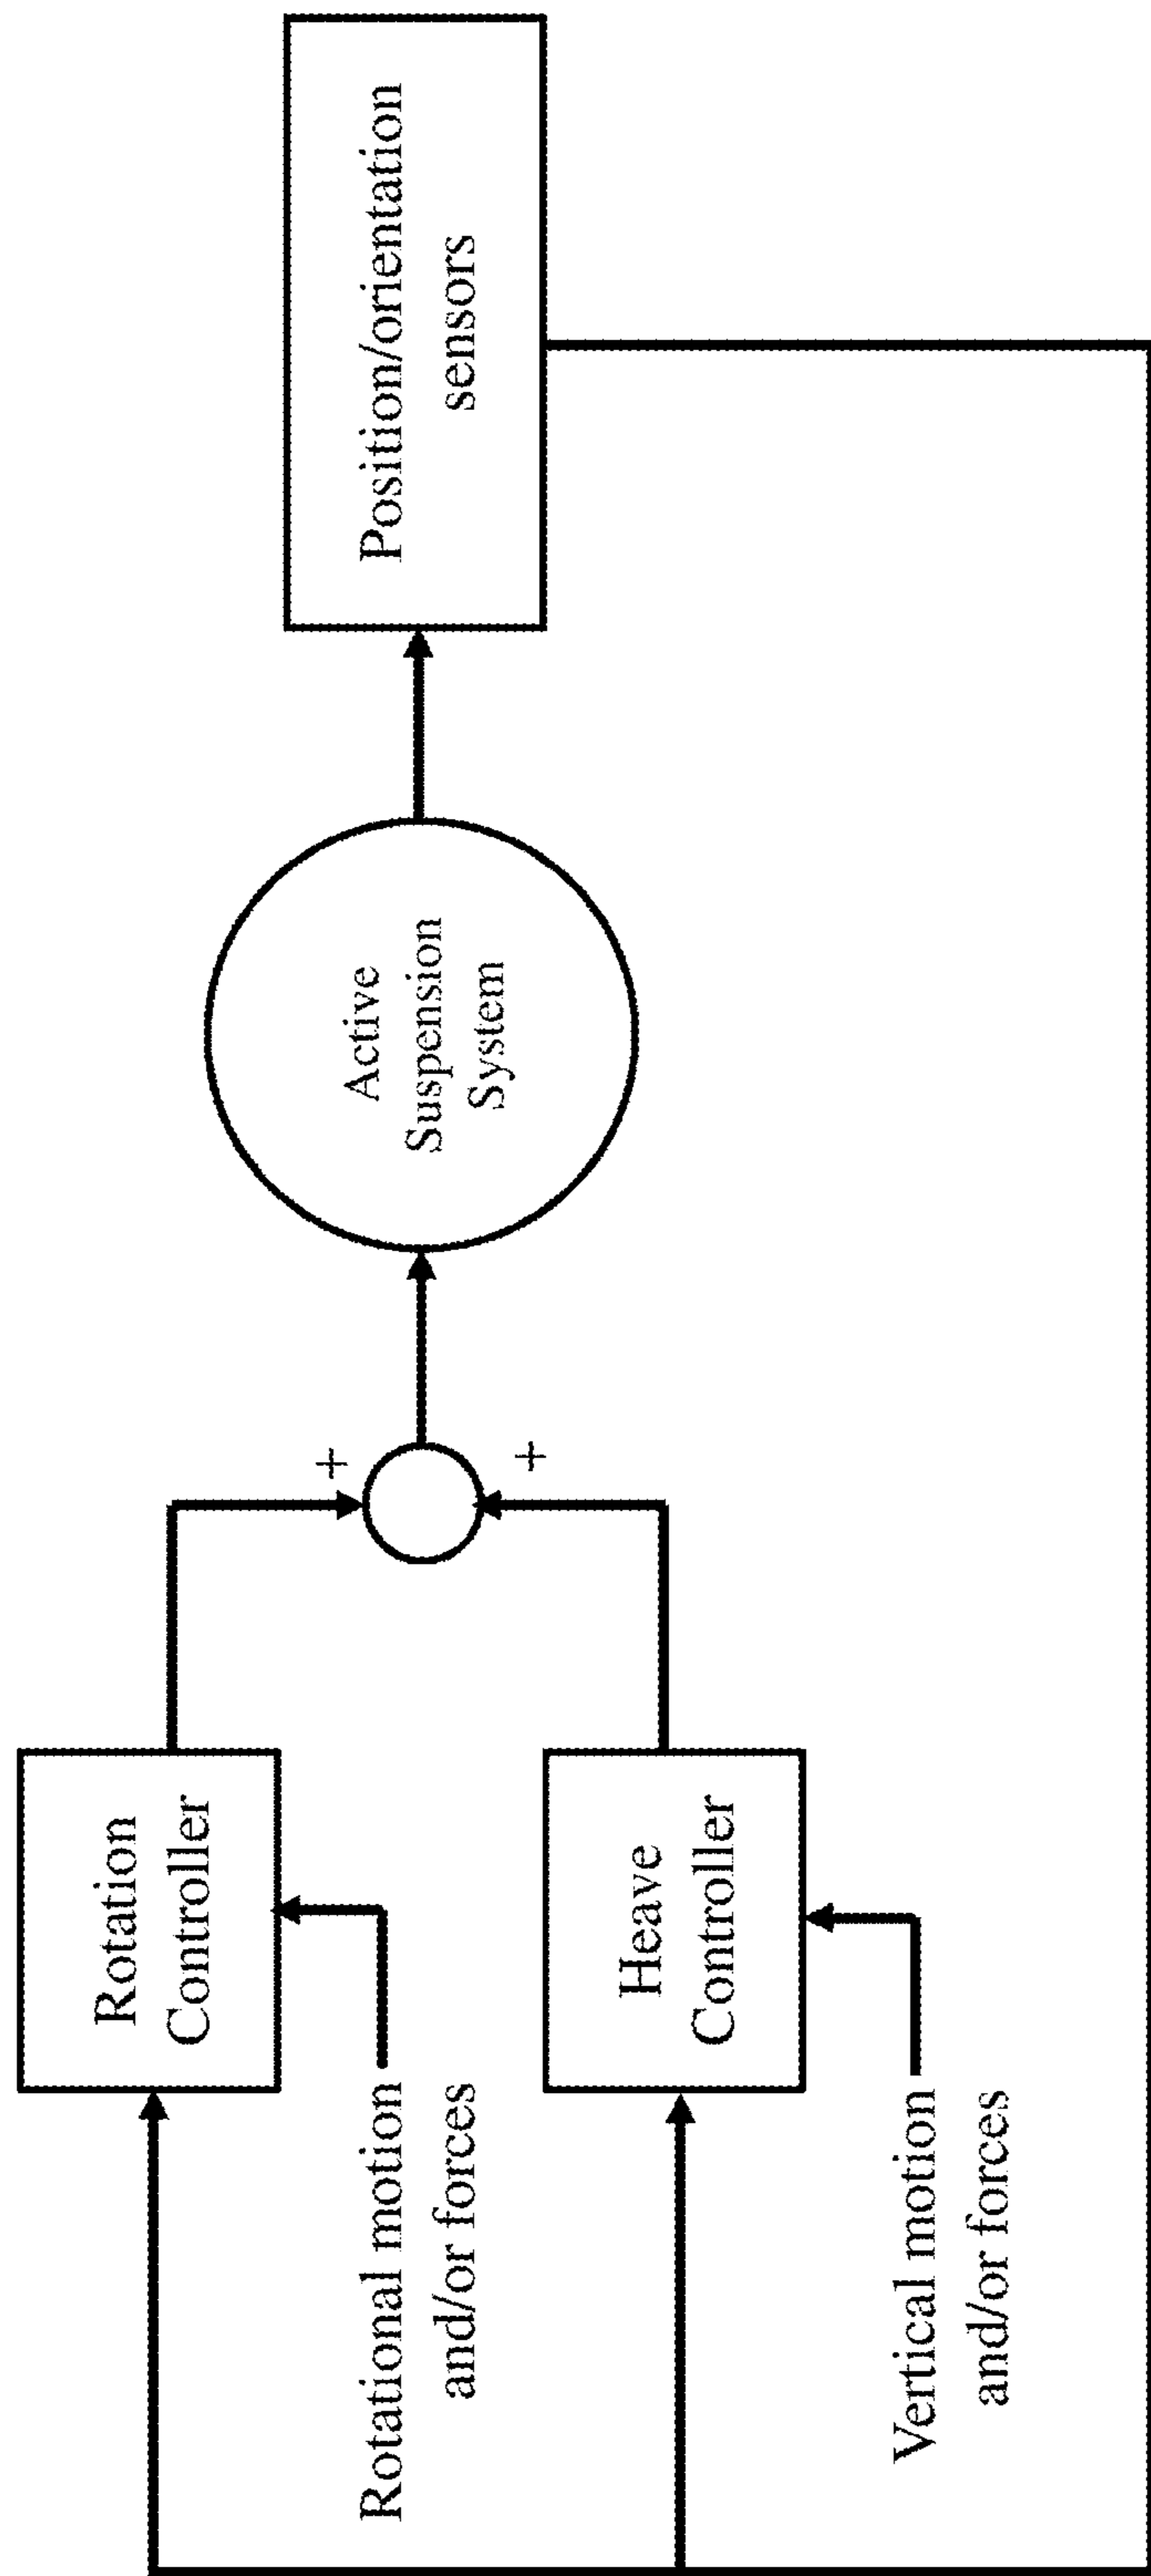 Rotation
Controller
Rotational motion
and/or forces
Heave
Controller
Vertical motion
and/or forces
+
+
Active
Suspension
System
Position/orientation
sensors